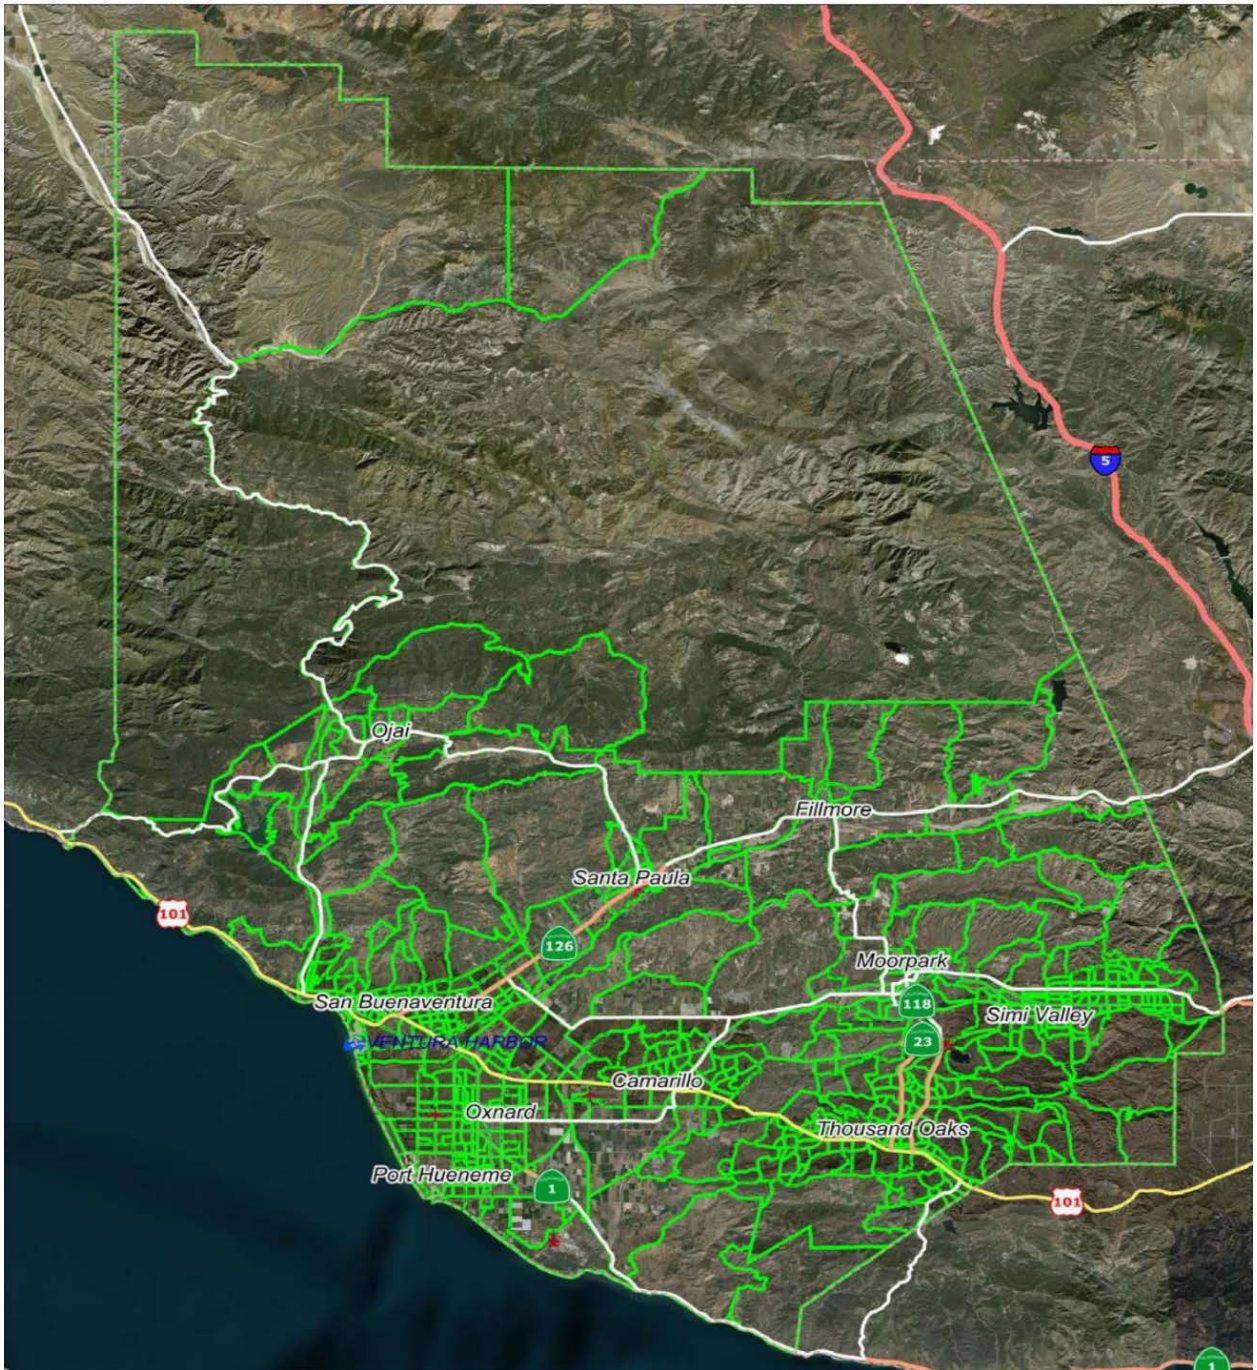 5
Ojai
Fillmore
Santa Paula
101
126
Moorpark
San Buenaventura
118
Simi Valley
23
VENTURA HARBOR
Camarillo
Oxnard
Thousand Oaks
Port Hueneme
1
101
1